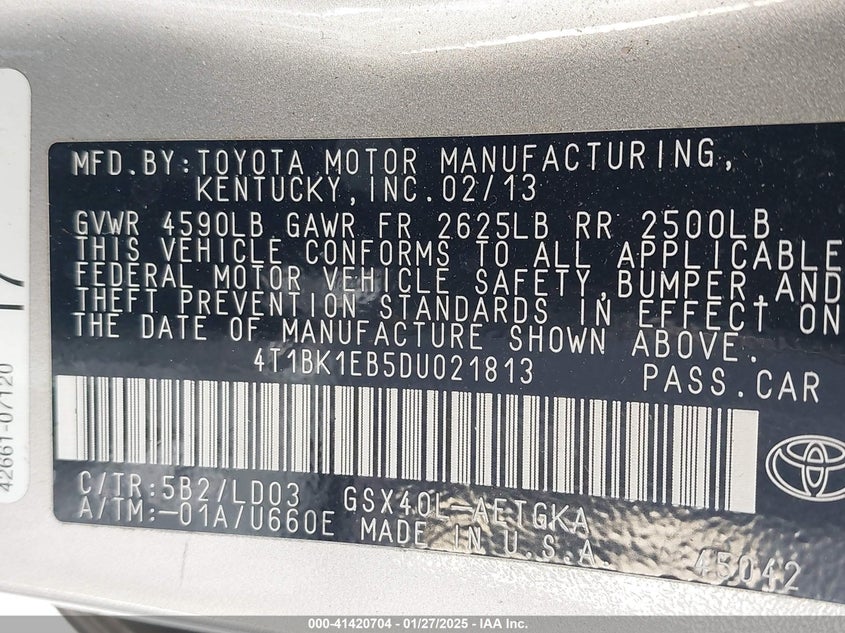 MFD.BY:TOYOTA MOTOR MANUFACTURING,
KENTUCKY,INC.02/13
GVWR 4590LB GAWR FR 2625LB RR 2500LB
THIS VEHICLE CONFORMS TO ALL APPLICABLE
FEDERAL MOTOR VEHICLE SAFETY,BUMPER,AND
THEFT PREVENTION STANDARDS IN EFFECT ON
THE DATE OF MANUFACTURE SHOWN ABOVE.
4T1BK1EB5DU021813 PASS.CAR
C/TR:5B2/LD03 GSX40L-AETGKA
A/TM:-01A/U660E MADE IN U.S.A. 45042
42661-07120
000-41420704 — 01/27/2025 — IAA Inc.